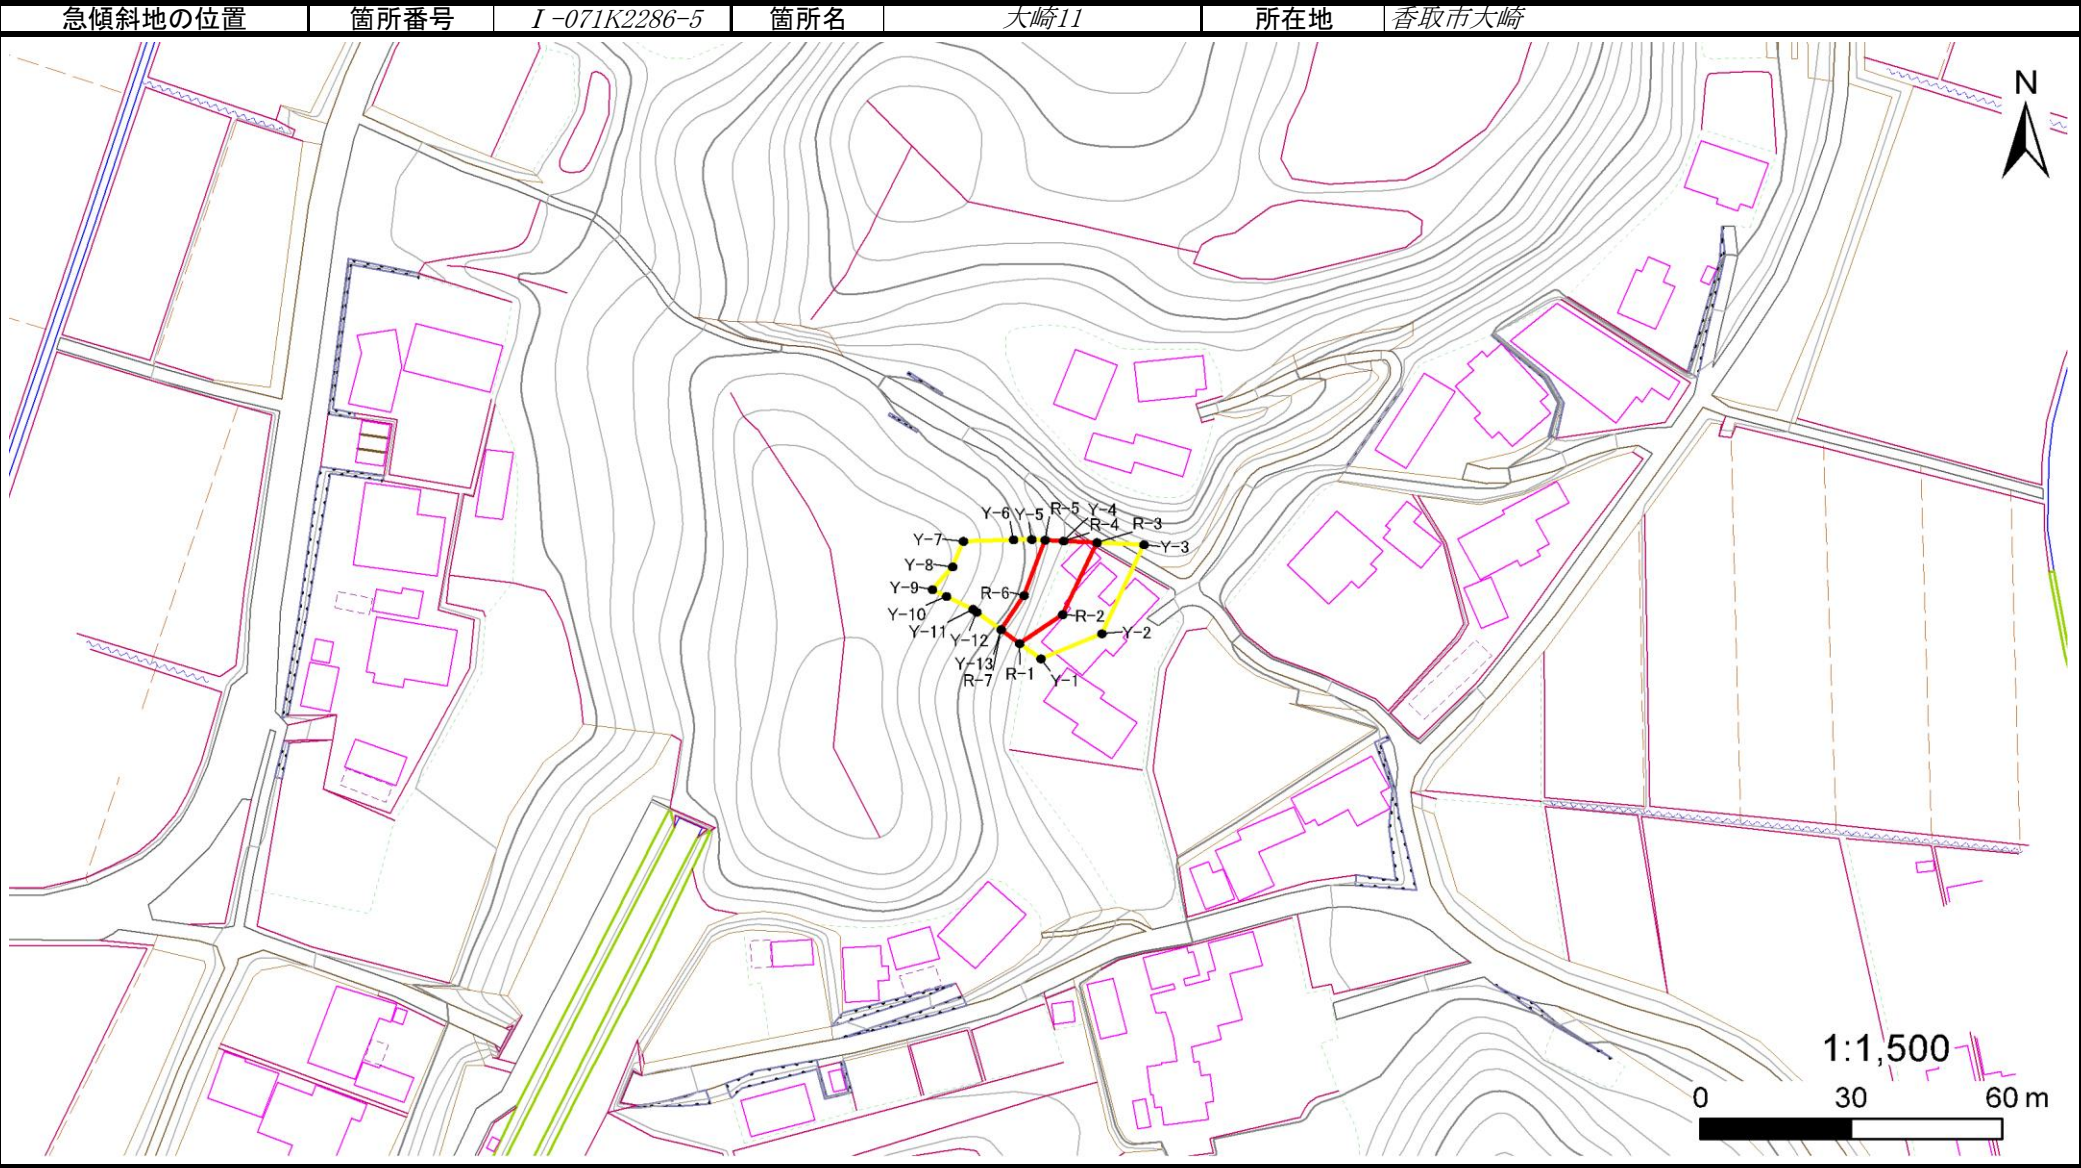 急傾斜地の位置 箇所番号 Ⅰ-071K2286-5 箇所名 大崎11 所在地 香取市大崎
N
Y-6 Y-5 R-5 Y-4
R-4 R-3
Y-7 Y-3
Y-8
Y-9 R-6
Y-10 R-2
Y-11 Y-12 Y-2
Y-13 R-1 Y-1
R-7
1:1,500
0 30 60 m